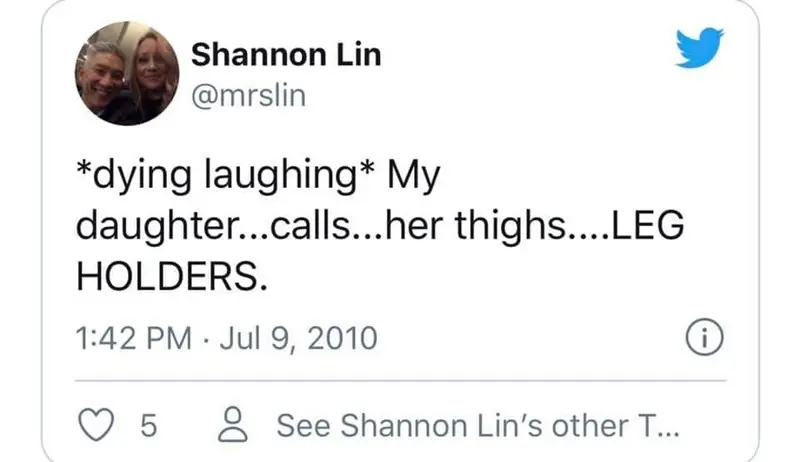 Shannon Lin
@mrslin
*dying laughing* My
daughter...calls...her thighs....LEG
HOLDERS.
1:42 PM · Jul 9, 2010
5
See Shannon Lin's other T...